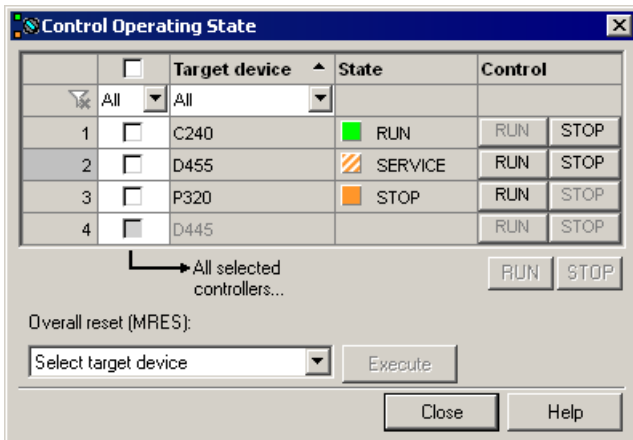 Control Operating State
Target device State Control
All All
1 C240 RUN RUN STOP
2 D455 SERVICE RUN STOP
3 P320 STOP RUN STOP
4 D445 RUN STOP
All selected
controllers...
RUN STOP
Overall reset (MRES):
Select target device Execute
Close Help